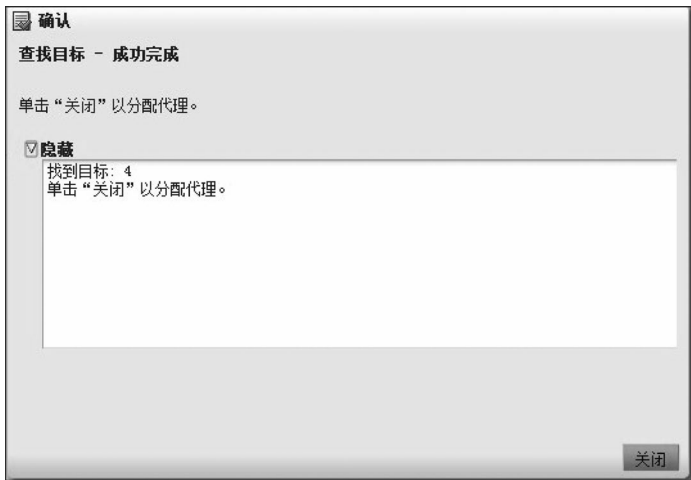 确认
查找目标 - 成功完成
单击“关闭”以分配代理。
隐藏
找到目标: 4
单击“关闭”以分配代理。
关闭